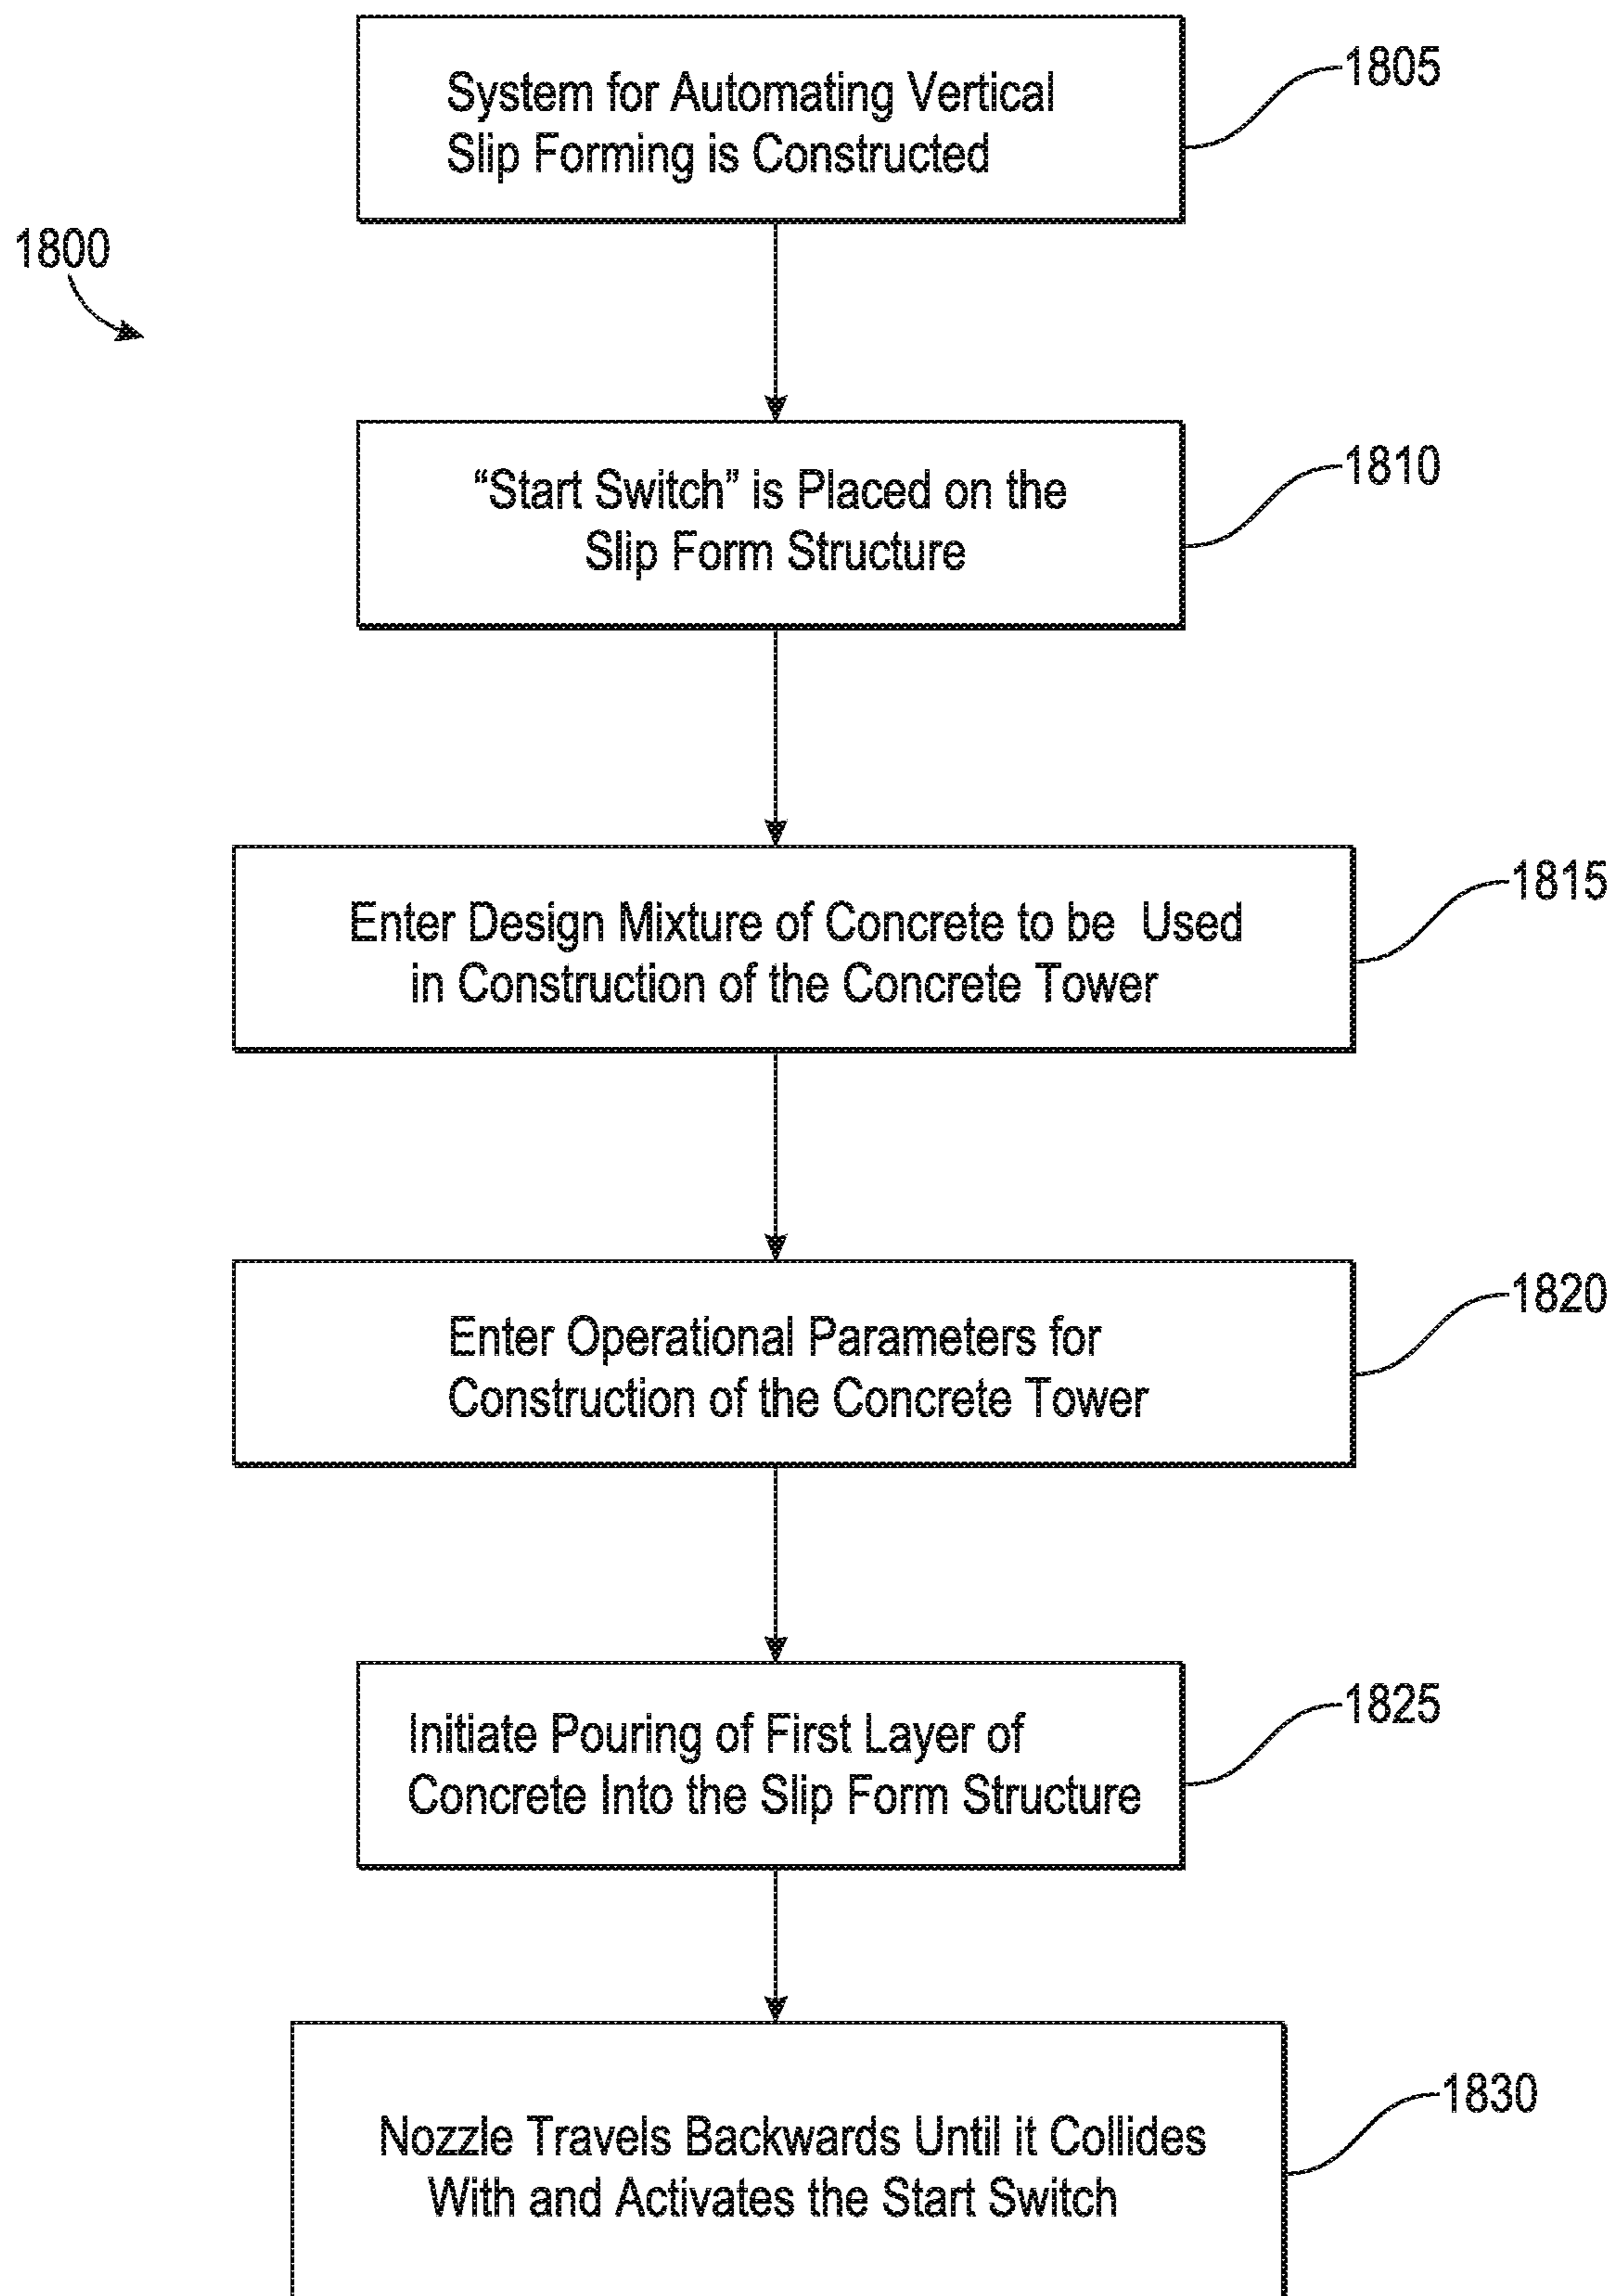 System for Automating Vertical
Slip Forming is Constructed
1805
1800
“Start Switch” is Placed on the
Slip Form Structure
1810
Enter Design Mixture of Concrete to be Used
in Construction of the Concrete Tower
1815
Enter Operational Parameters for
Construction of the Concrete Tower
1820
Initiate Pouring of First Layer of
Concrete Into the Slip Form Structure
1825
Nozzle Travels Backwards Until it Collides
With and Activates the Start Switch
1830